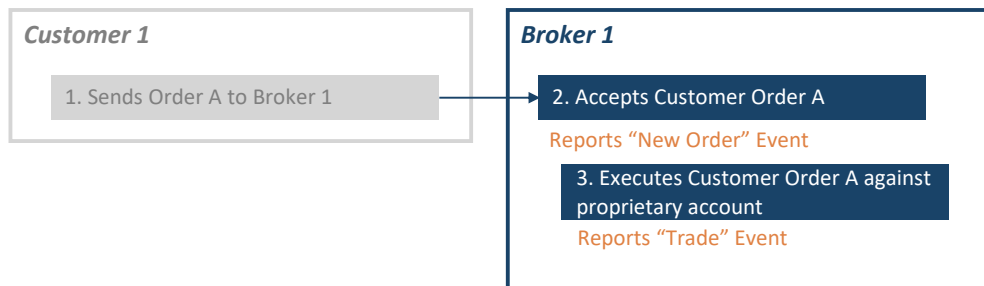 Customer 1
1. Sends Order A to Broker 1
Broker 1
2. Accepts Customer Order A
Reports “New Order” Event
3. Executes Customer Order A against
proprietary account
Reports “Trade” Event